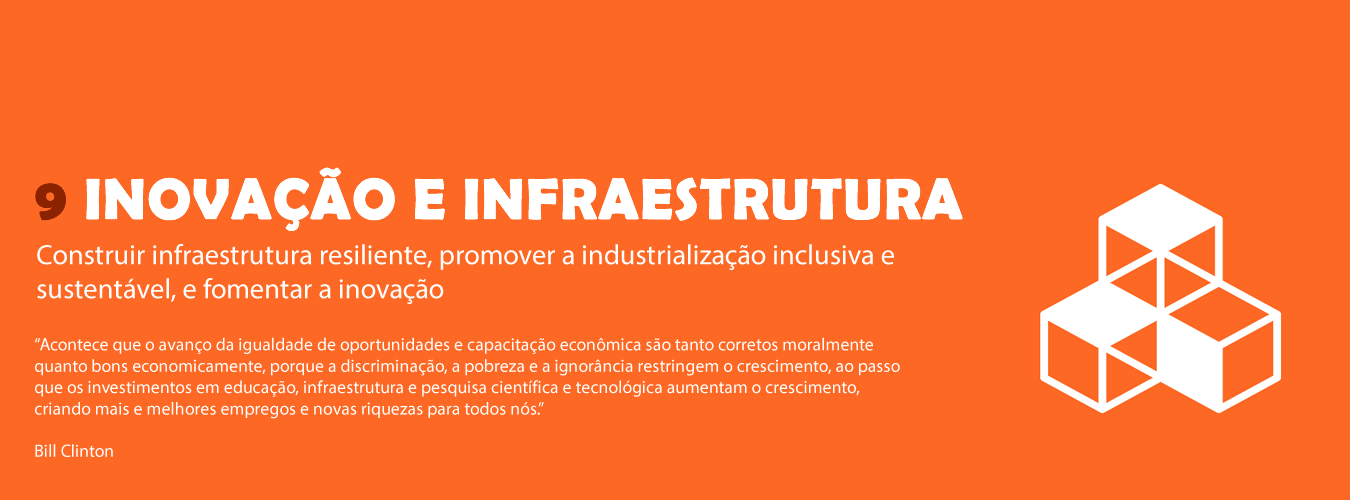 9 INOVAÇÃO E INFRAESTRUTURA
Construir infraestrutura resiliente, promover a industrialização inclusiva e
sustentável, e fomentar a inovação
“Acontece que o avanço da igualdade de oportunidades e capacitação econômica são tanto corretos moralmente
quanto bons economicamente, porque a discriminação, a pobreza e a ignorância restringem o crescimento, ao passo
que os investimentos em educação, infraestrutura e pesquisa científica e tecnológica aumentam o crescimento,
criando mais e melhores empregos e novas riquezas para todos nós.”
Bill Clinton